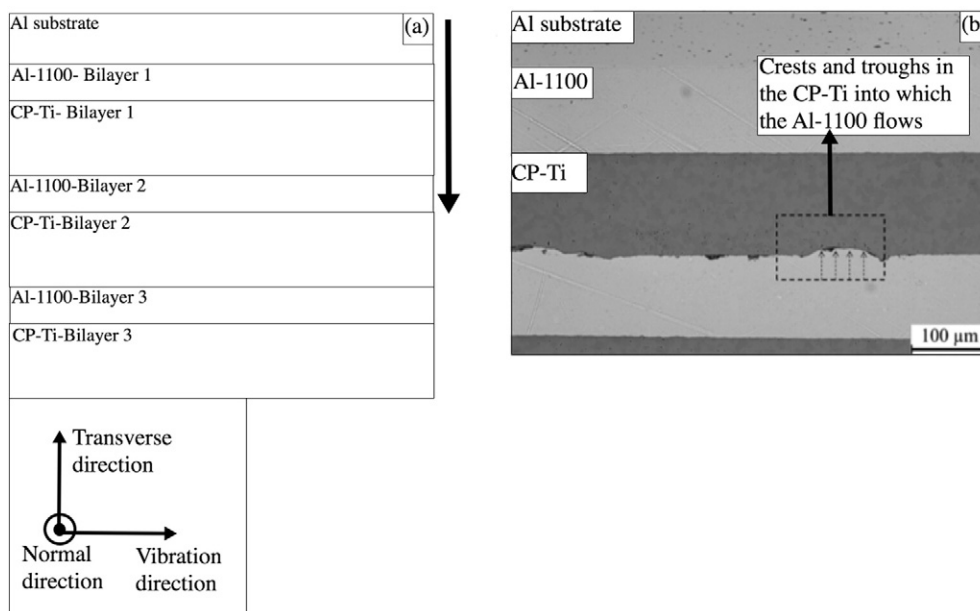 Al substrate
(a)
Al-1100- Bilayer 1
CP-Ti- Bilayer 1
Al-1100-Bilayer 2
CP-Ti-Bilayer 2
Al-1100-Bilayer 3
CP-Ti-Bilayer 3
Transverse
direction
Normal
direction
Vibration
direction
Al substrate
(b)
Al-1100
Crests and troughs in
the CP-Ti into which
the Al-1100 flows
CP-Ti
100 μm